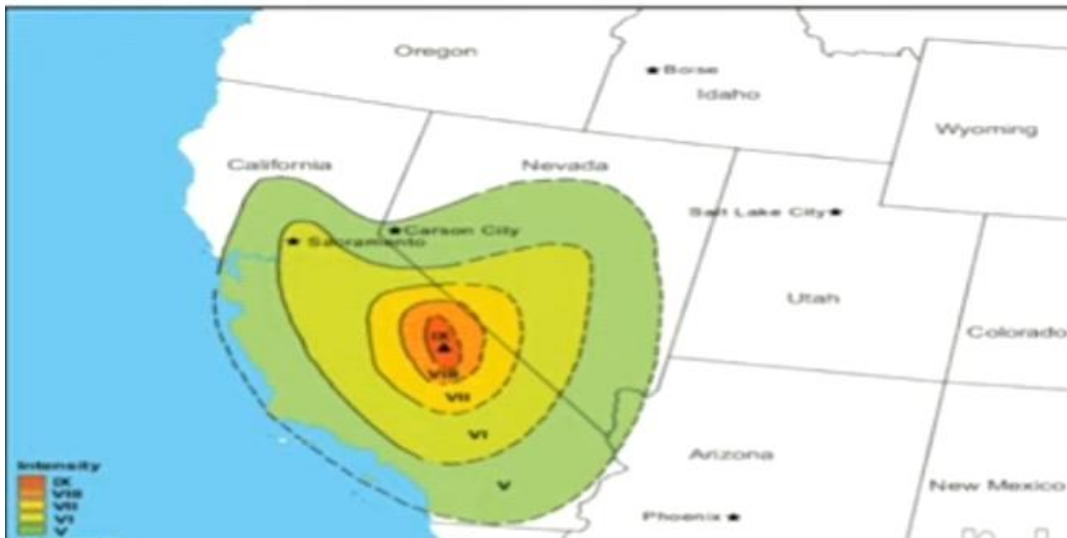 Oregon
Boise
Idaho
Wyoming
California
Nevada
Salt Lake City
Carson City
Sacramento
Utah
Colorado
IX
VIII
VII
VI
V
Arizona
New Mexico
Phoenix
Intensity
IX
VIII
VII
VI
V